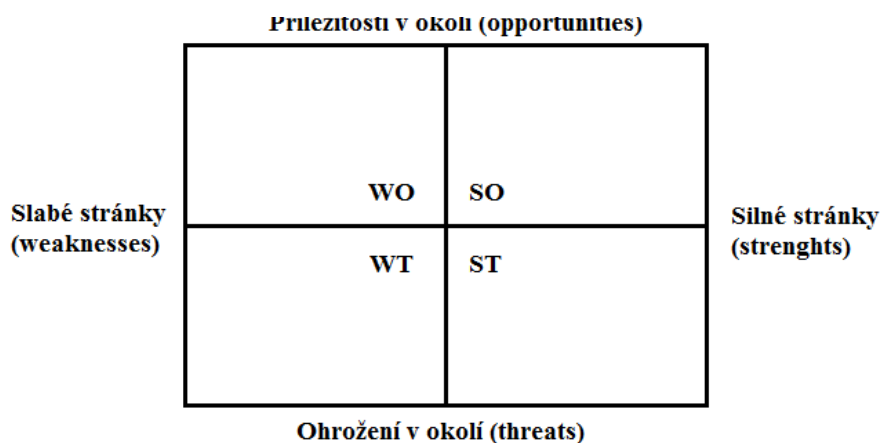 Příležitosti v okolí (opportunities)
WO SO
Slabé stránky
(weaknesses)
Silné stránky
(strenghts)
WT ST
Ohrožení v okolí (threats)